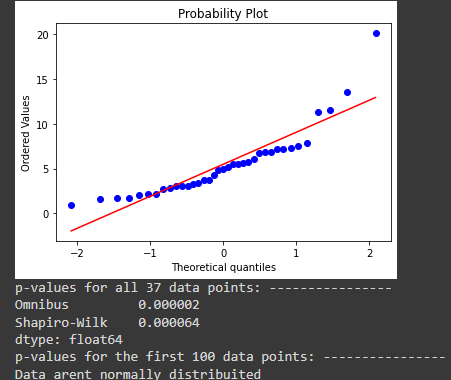 Probability Plot
20
15
10
5
0
Ordered Values
−2 −1 0 1 2
Theoretical quantiles
p-values for all 37 data points: ----------------
Omnibus 0.000002
Shapiro-Wilk 0.000064
dtype: float64
p-values for the first 100 data points: ----------------
Data arent normally distribuited